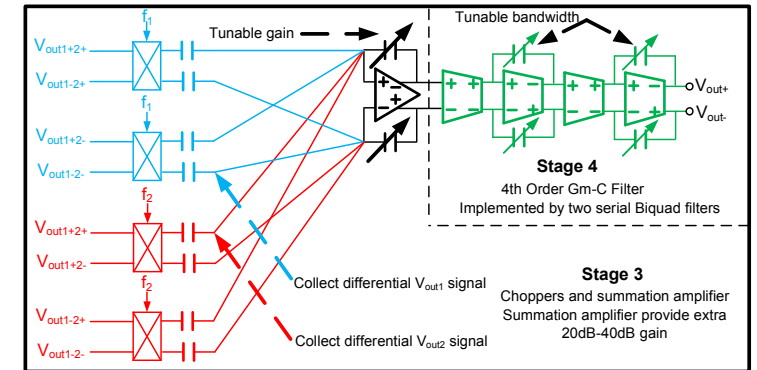 f1
Vout1+2+
Vout1-2+
f1
Vout1+2-
Vout1-2-
f2
Vout1+2+
Vout1+2-
f2
Vout1-2+
Vout1-2-
Tunable gain
+ -
- +
Tunable bandwidth
+ +
- -
+ -
- +
+ +
- -
+ -
- +
Vout+
Vout-
Stage 4
4th Order Gm-C Filter
Implemented by two serial Biquad filters
Collect differential Vout1 signal
Collect differential Vout2 signal
Stage 3
Choppers and summation amplifier
Summation amplifier provide extra
20dB-40dB gain